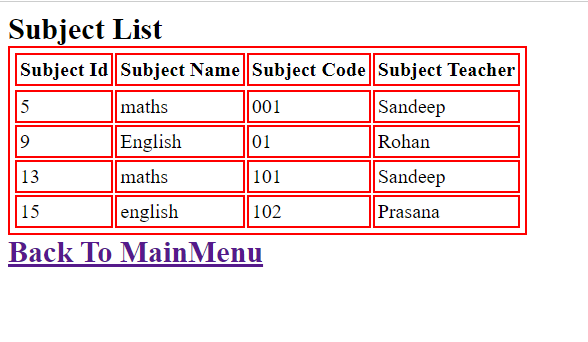 Subject List
Subject Id Subject Name Subject Code Subject Teacher
5 maths 001 Sandeep
9 English 01 Rohan
13 maths 101 Sandeep
15 english 102 Prasana
Back To MainMenu